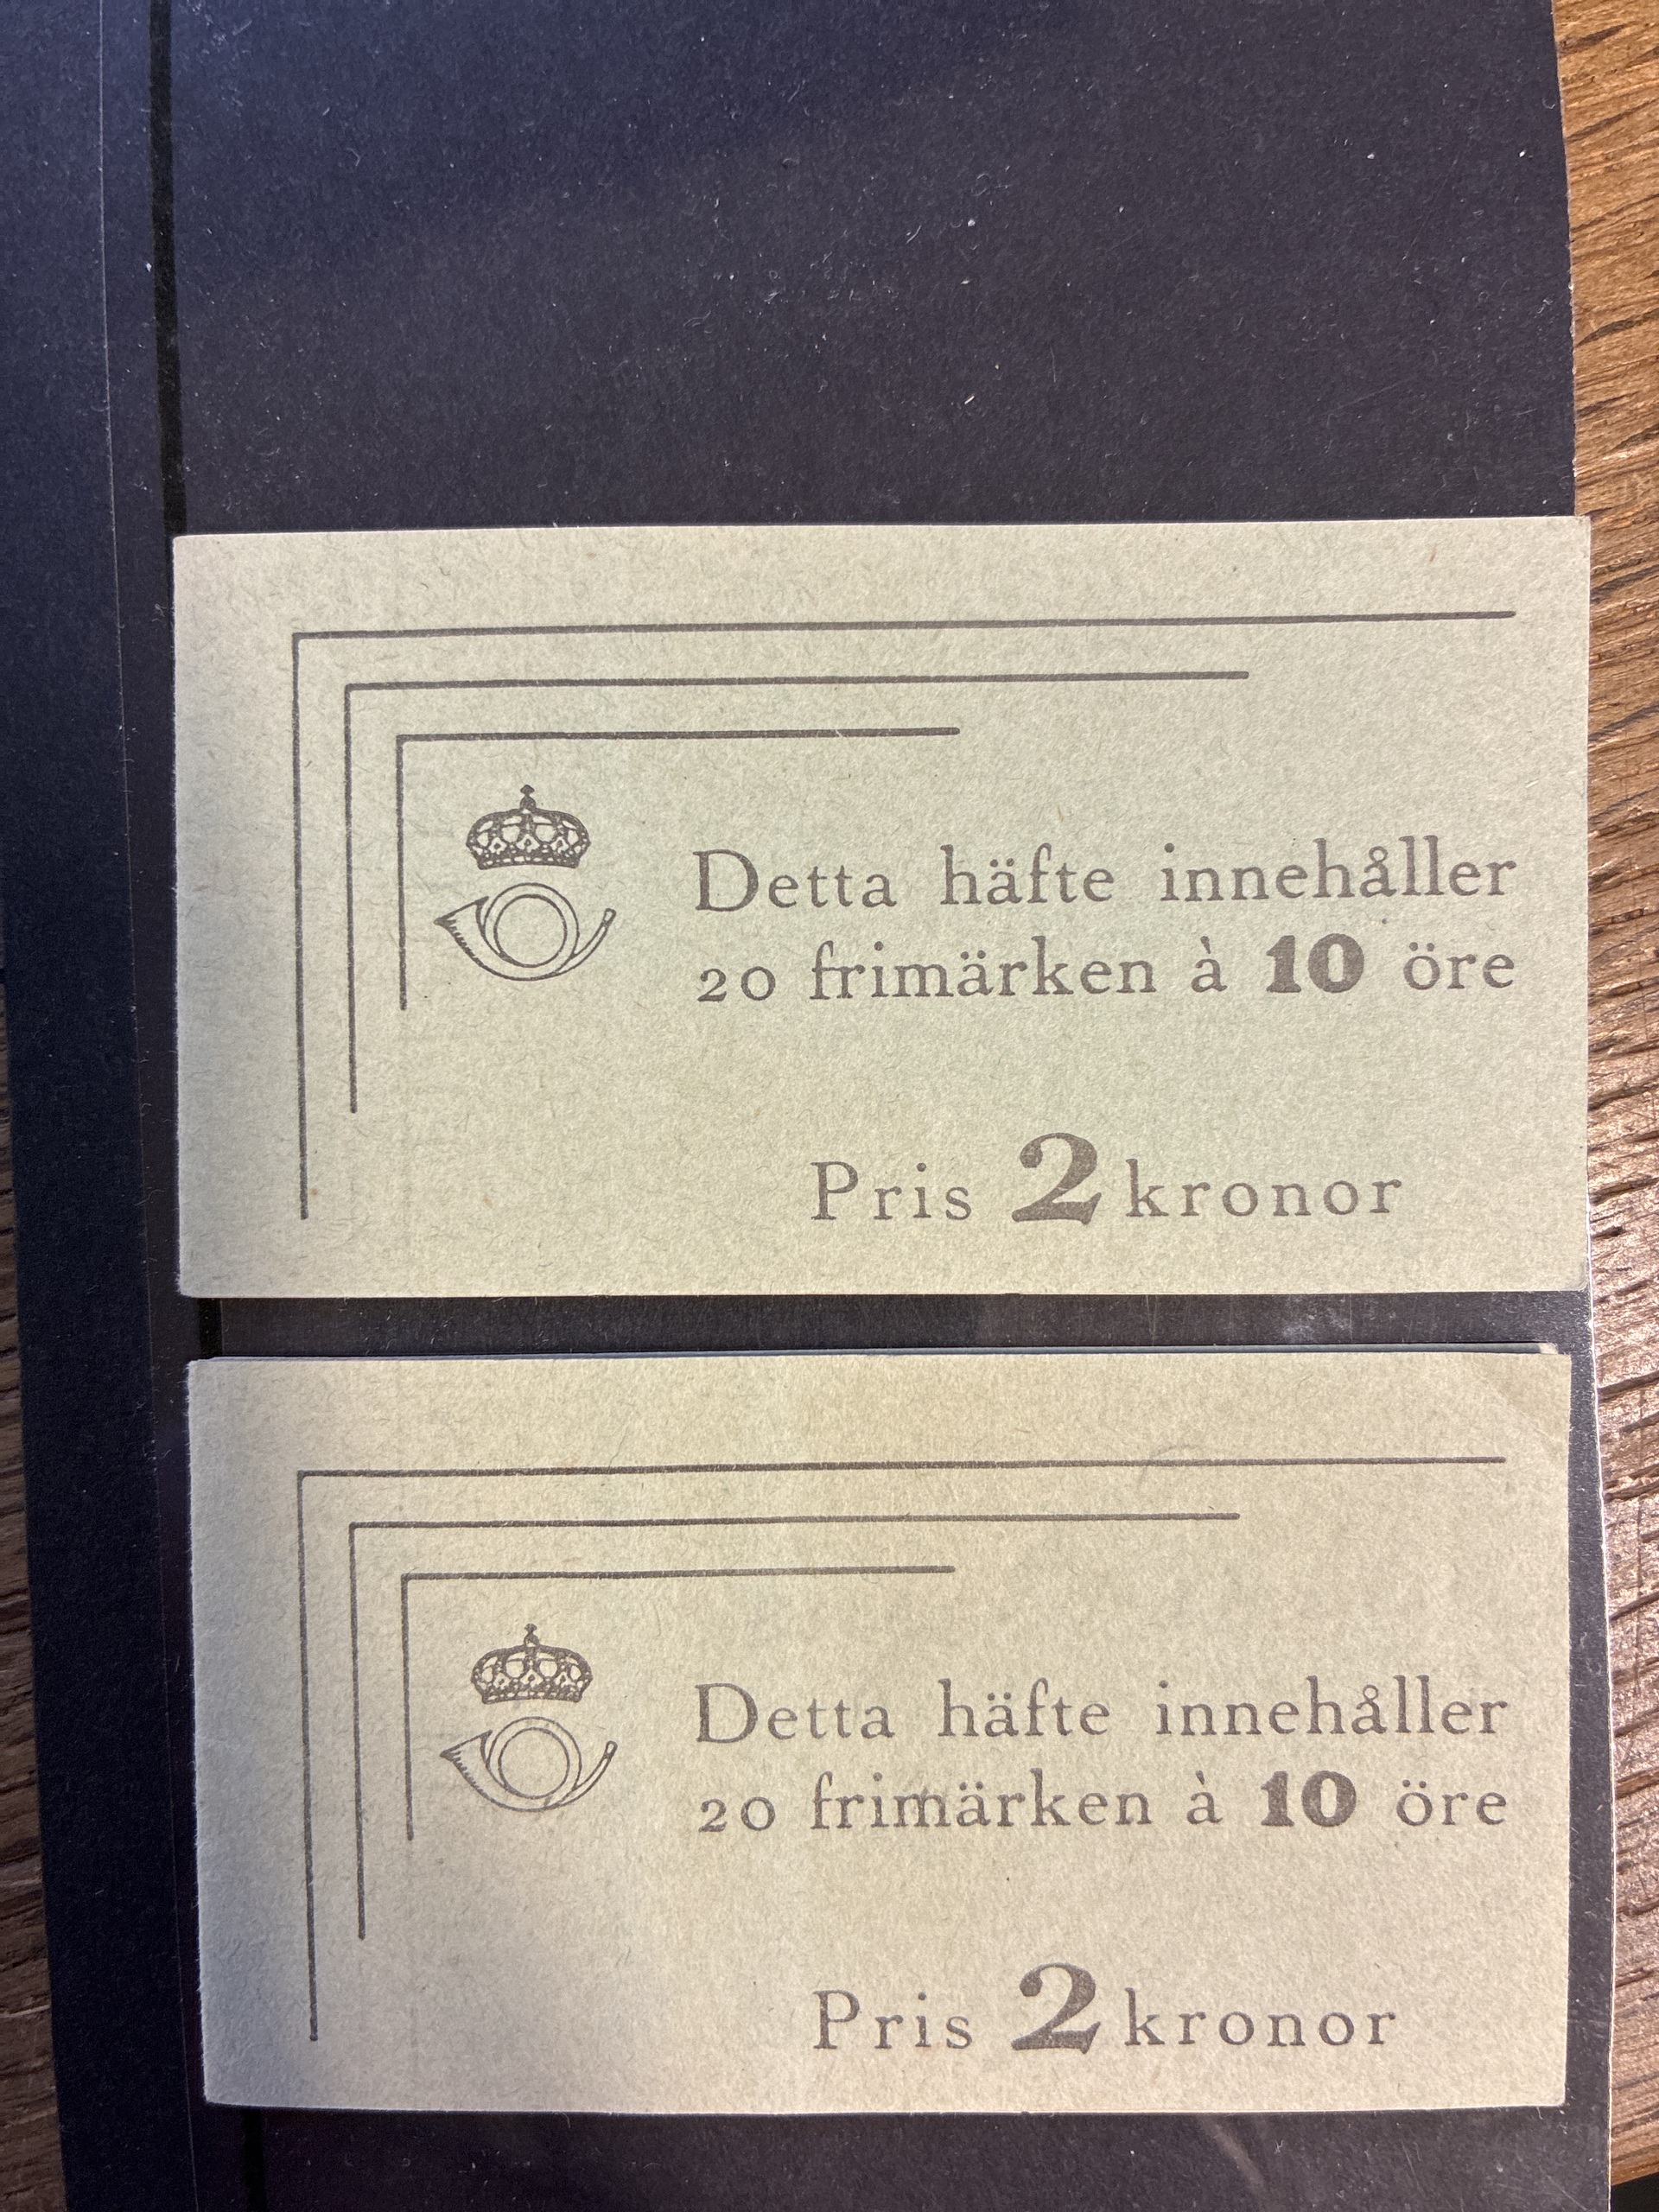 Detta häfte innehåller
20 frimärken à 10 öre
Pris 2 kronor
Detta häfte innehåller
20 frimärken à 10 öre
Pris 2 kronor